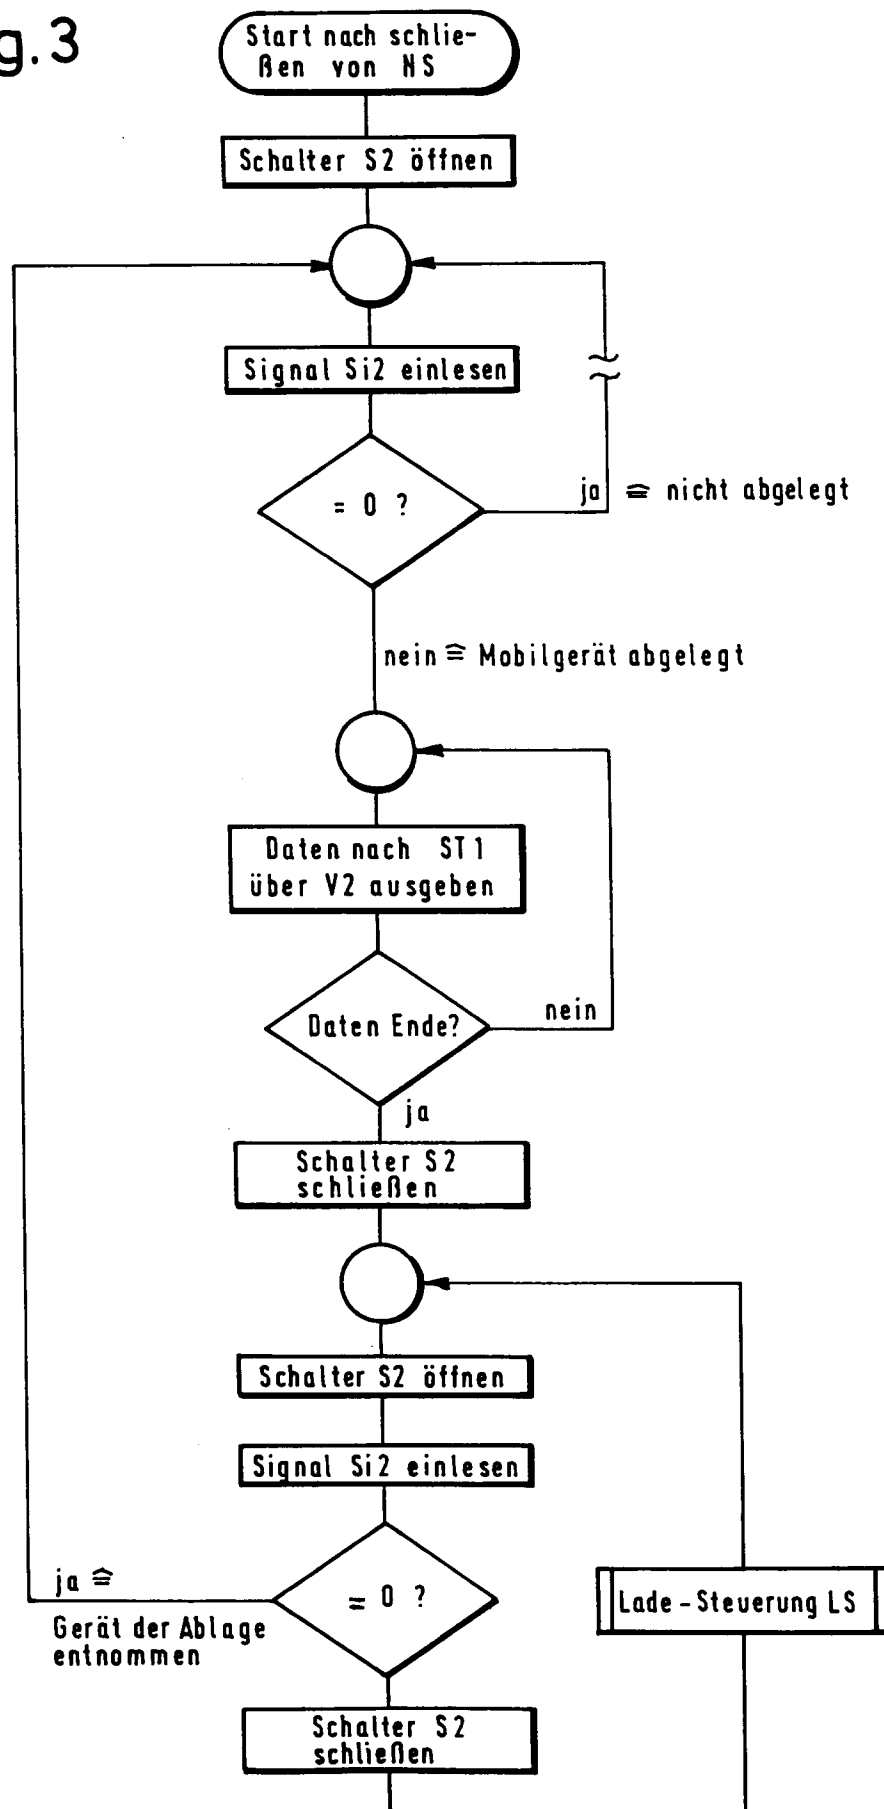 g.3
Start nach schlie-
ßen von NS
Schalter S2 öffnen
Signal Si2 einlesen
= 0 ?
ja ≙ nicht abgelegt
nein ≙ Mobilgerät abgelegt
Daten nach ST1
über V2 ausgeben
Daten Ende?
nein
ja
Schalter S2
schließen
Schalter S2 öffnen
Signal Si2 einlesen
ja ≙
= 0 ?
Gerät der Ablage
entnommen
Lade-Steuerung LS
Schalter S2
schließen